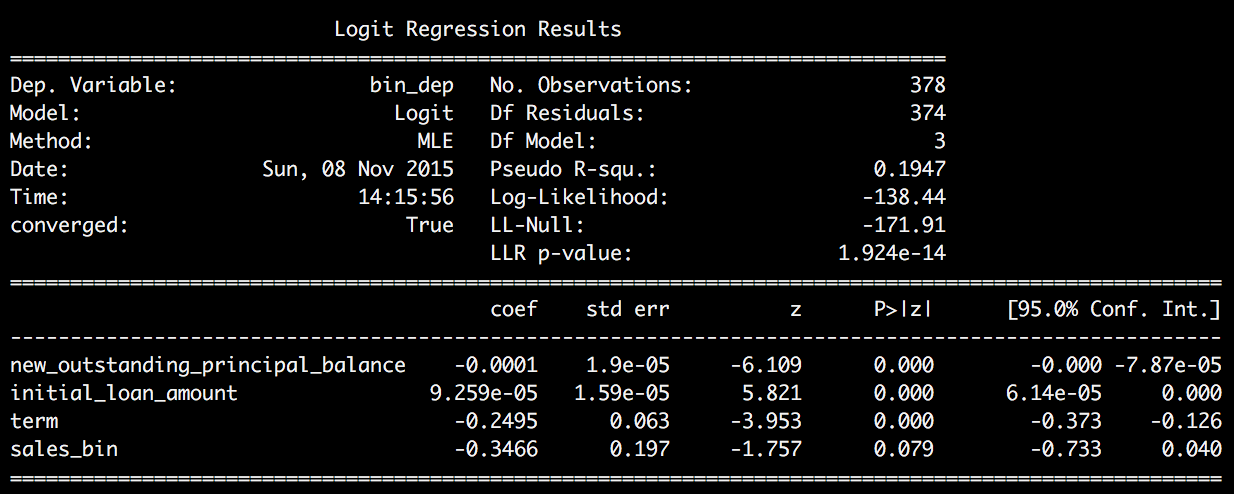 Logit Regression Results
==============================================================================
Dep. Variable: bin_dep No. Observations: 378
Model: Logit Df Residuals: 374
Method: MLE Df Model: 3
Date: Sun, 08 Nov 2015 Pseudo R-squ.: 0.1947
Time: 14:15:56 Log-Likelihood: -138.44
converged: True LL-Null: -171.91
LLR p-value: 1.924e-14
=====================================================================================================
coef std err z P>|z| [95.0% Conf. Int.]
-----------------------------------------------------------------------------------------------------
new_outstanding_principal_balance -0.0001 1.9e-05 -6.109 0.000 -0.000 -7.87e-05
initial_loan_amount 9.259e-05 1.59e-05 5.821 0.000 6.14e-05 0.000
term -0.2495 0.063 -3.953 0.000 -0.373 -0.126
sales_bin -0.3466 0.197 -1.757 0.079 -0.733 0.040
=====================================================================================================